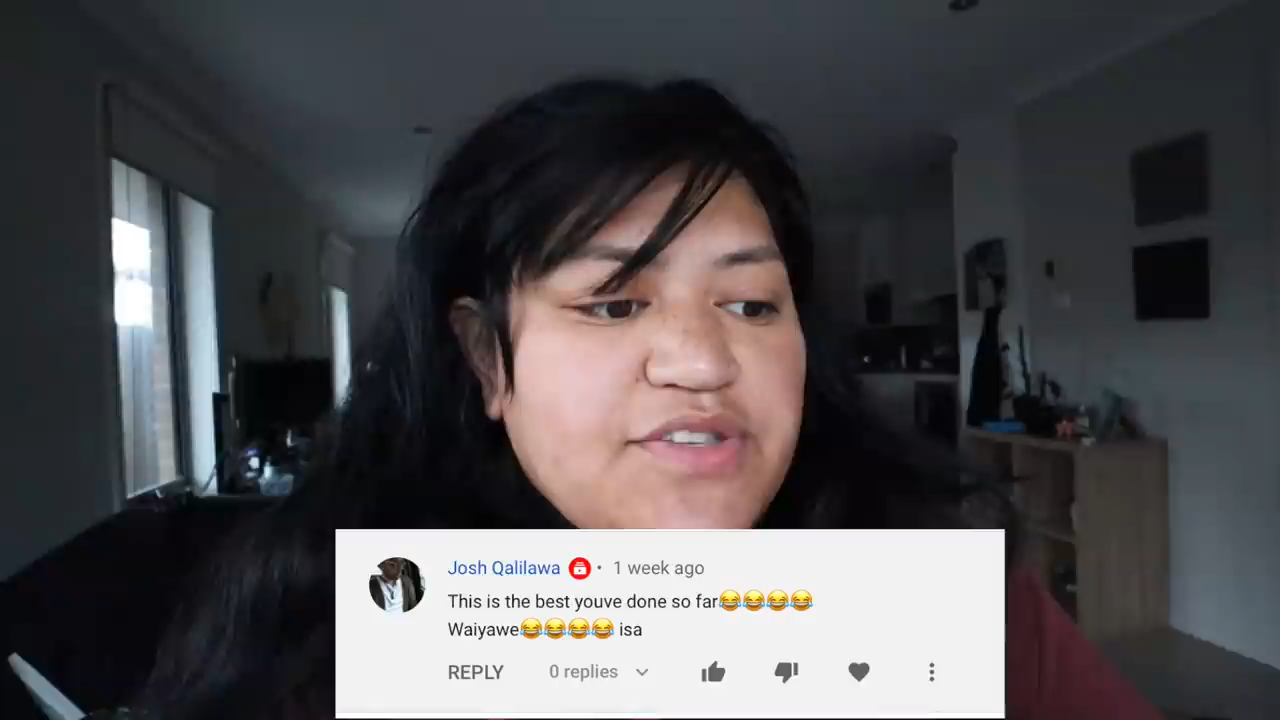 Josh Qalilawa • 1 week ago
This is the best youve done so far😂😂😂😂
Waiyawe😂😂😂😂 isa
REPLY 0 replies